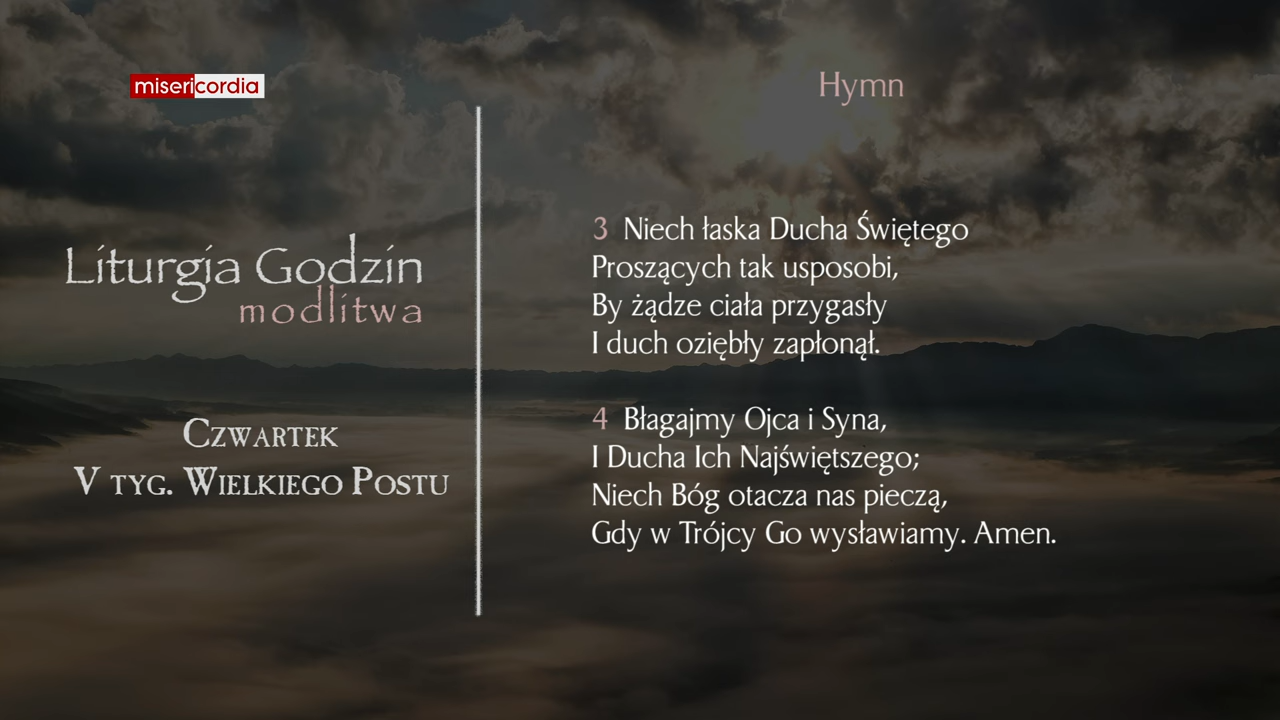 misericordia
Liturgia Godzin
modlitwa
Czwartek
V tyg. Wielkiego Postu
Hymn
3 Niech łaska Ducha Świętego
Proszących tak usposobi,
By żądze ciała przygasły
I duch oziębły zapłonął.
4 Błagajmy Ojca i Syna,
I Ducha Ich Najświętszego;
Niech Bóg otacza nas pieczą,
Gdy w Trójcy Go wysławiamy. Amen.